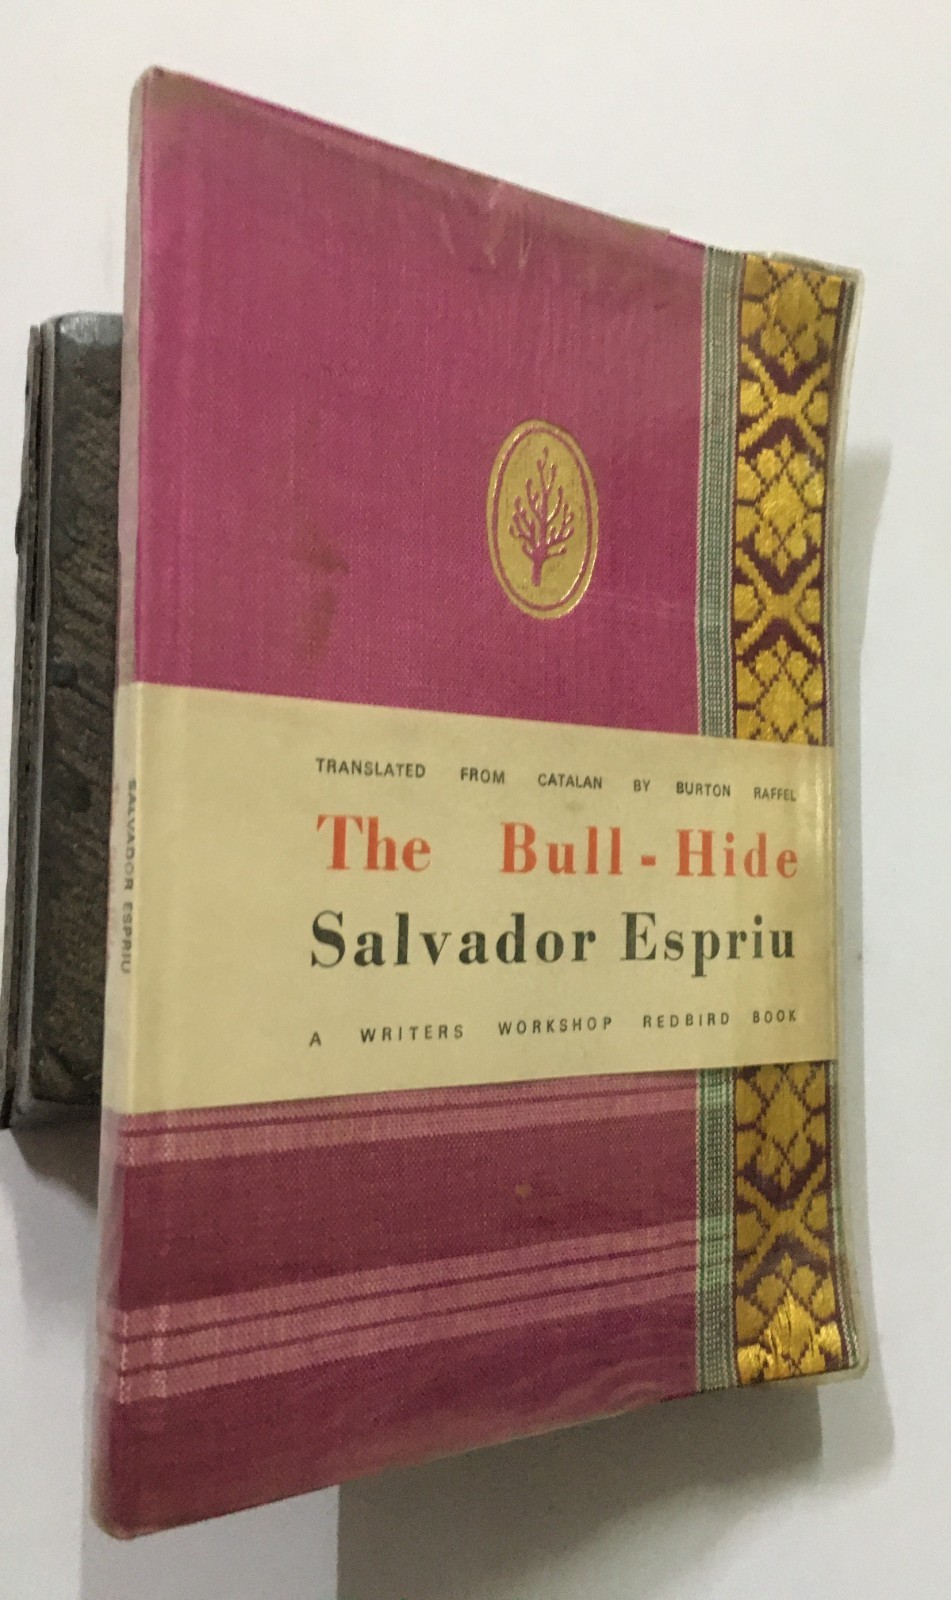 TRANSLATED FROM CATALAN BY BURTON RAFFEL
The Bull-Hide
Salvador Espriu
A WRITERS WORKSHOP REDBIRD BOOK
SALVADOR ESPRIU